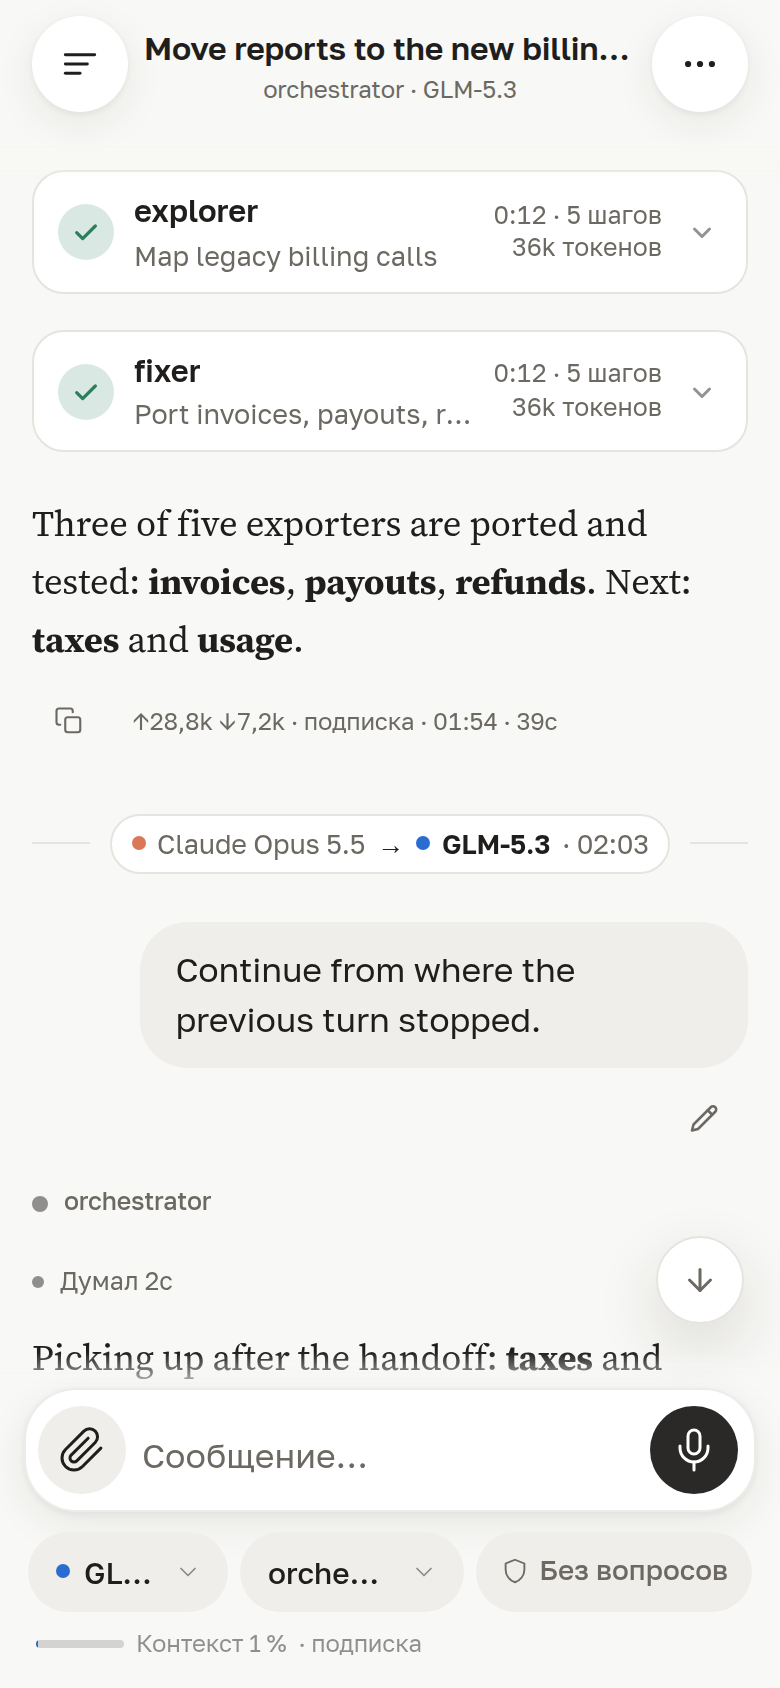 Move reports to the new billin…
orchestrator · GLM-5.3
explorer
0:12 · 5 шагов
Map legacy billing calls
36k токенов
fixer
0:12 · 5 шагов
Port invoices, payouts, r…
36k токенов
Three of five exporters are ported and
tested: invoices, payouts, refunds. Next:
taxes and usage.
↑28,8k ↓7,2k · подписка · 01:54 · 39с
Claude Opus 5.5 → GLM-5.3 · 02:03
Continue from where the
previous turn stopped.
orchestrator
Думал 2с
Picking up after the handoff: taxes and
Сообщение…
GL…
orche…
Без вопросов
Контекст 1 % · подписка